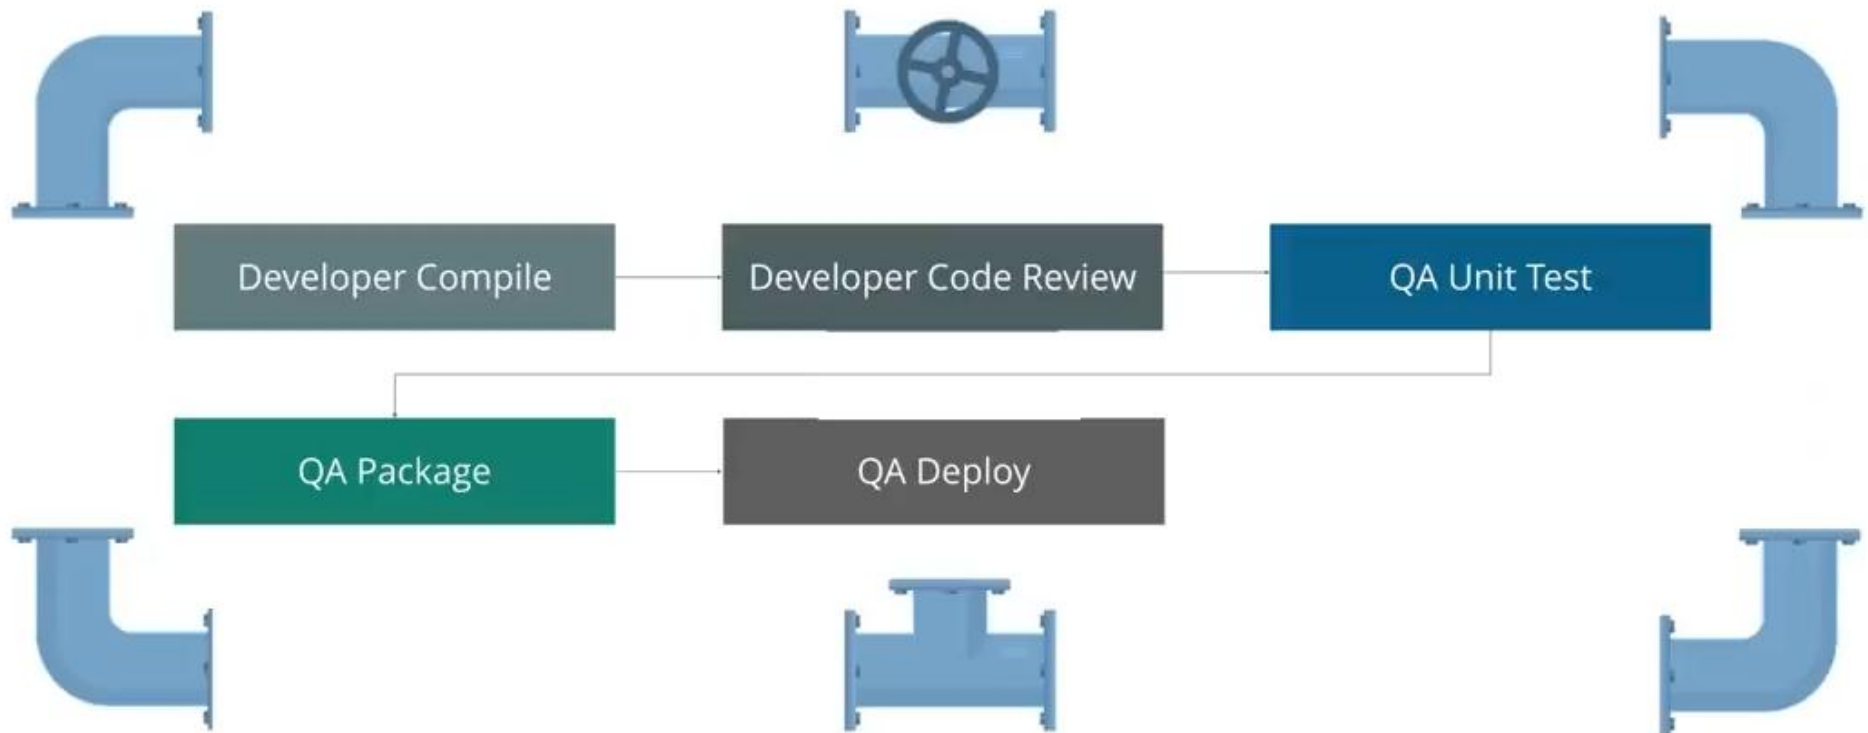 Developer Compile
Developer Code Review
QA Unit Test
QA Package
QA Deploy